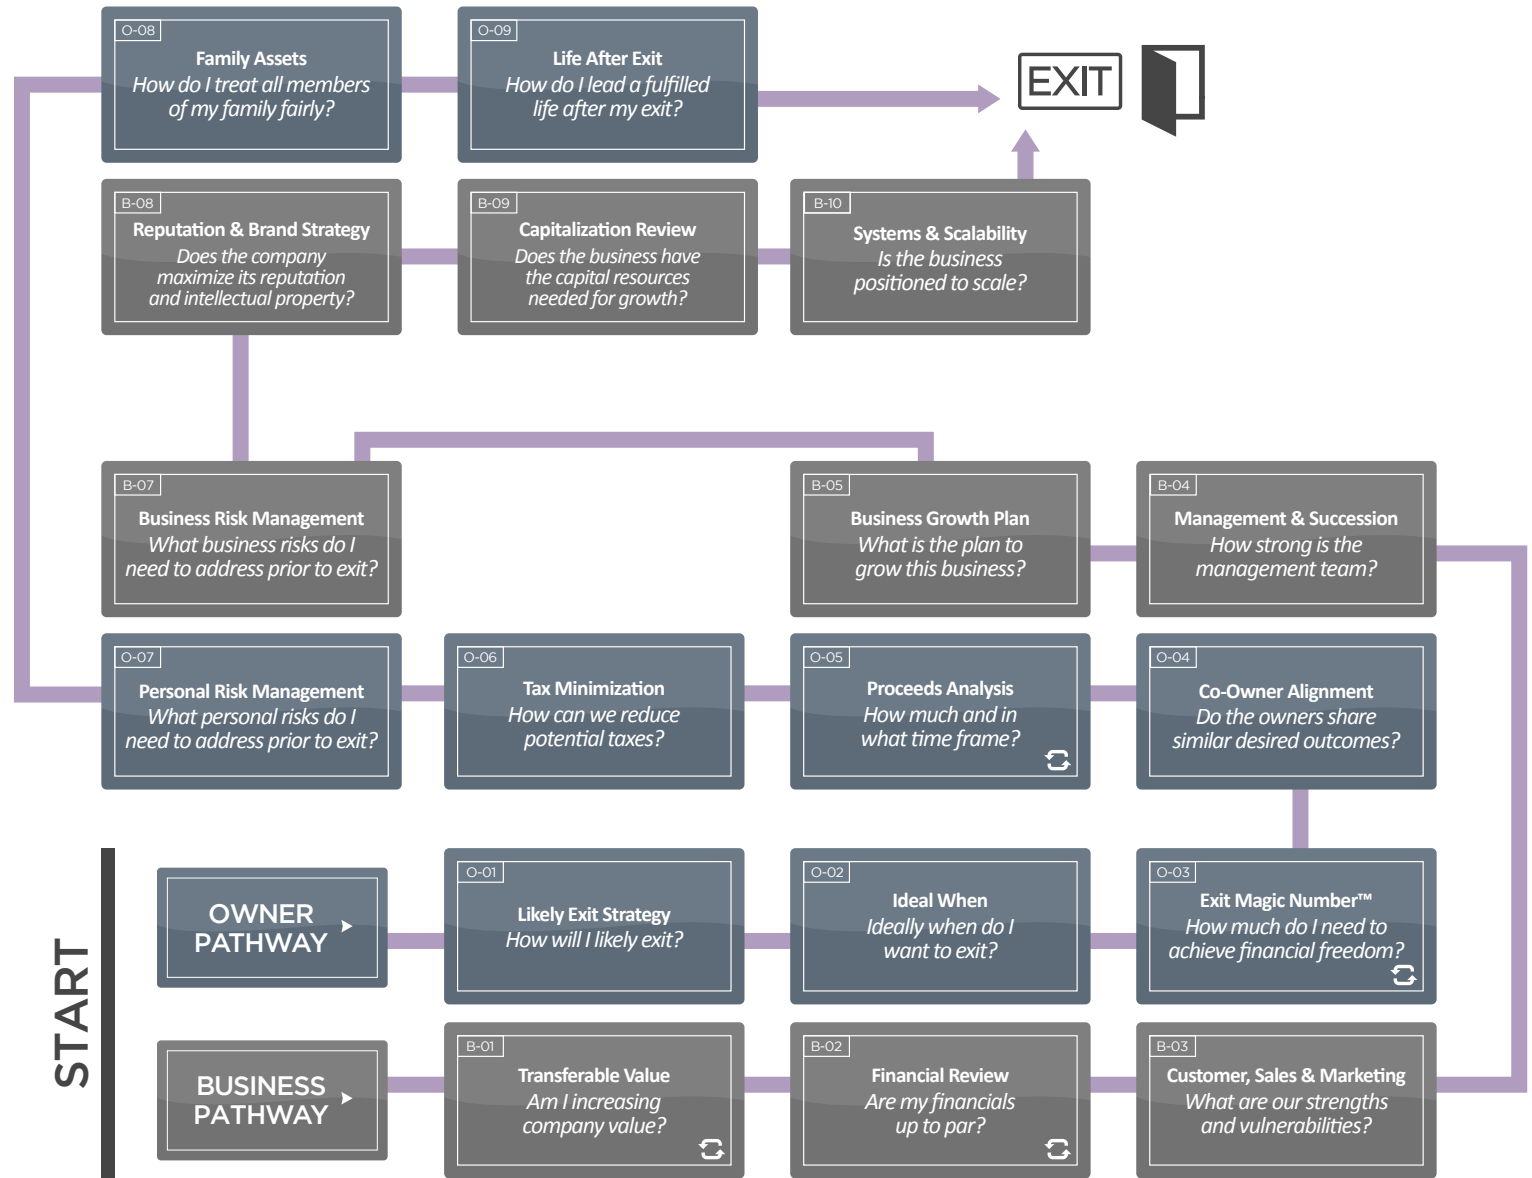 O-08
Family Assets
How do I treat all members
of my family fairly?
O-09
Life After Exit
How do I lead a fulfilled
life after my exit?
EXIT
B-08
Reputation & Brand Strategy
Does the company
maximize its reputation
and intellectual property?
B-09
Capitalization Review
Does the business have
the capital resources
needed for growth?
B-10
Systems & Scalability
Is the business
positioned to scale?
B-07
Business Risk Management
What business risks do I
need to address prior to exit?
B-05
Business Growth Plan
What is the plan to
grow this business?
B-04
Management & Succession
How strong is the
management team?
O-07
Personal Risk Management
What personal risks do I
need to address prior to exit?
O-06
Tax Minimization
How can we reduce
potential taxes?
O-05
Proceeds Analysis
How much and in
what time frame?
O-04
Co-Owner Alignment
Do the owners share
similar desired outcomes?
START
OWNER
PATHWAY
O-01
Likely Exit Strategy
How will I likely exit?
O-02
Ideal When
Ideally when do I
want to exit?
O-03
Exit Magic Number™
How much do I need to
achieve financial freedom?
BUSINESS
PATHWAY
B-01
Transferable Value
Am I increasing
company value?
B-02
Financial Review
Are my financials
up to par?
B-03
Customer, Sales & Marketing
What are our strengths
and vulnerabilities?